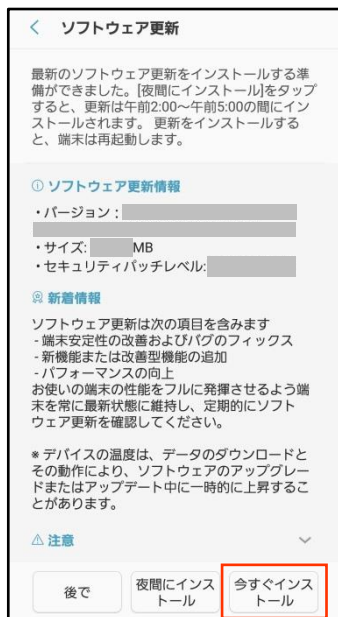 ソフトウェア更新
最新のソフトウェア更新をインストールする準
備ができました。[夜間にインストール]をタップ
すると、更新は午前2:00～午前5:00の間にイン
ストールされます。 更新をインストールする
と、端末は再起動します。
ソフトウェア更新情報
・バージョン :
・サイズ: MB
・セキュリティパッチレベル:
新着情報
ソフトウェア更新は次の項目を含みます
- 端末安定性の改善およびバグのフィックス
- 新機能または改善型機能の追加
- パフォーマンスの向上
お使いの端末の性能をフルに発揮させるよう端
末を常に最新状態に維持し、定期的にソフト
ウェア更新を確認してください。
※ デバイスの温度は、データのダウンロードと
その動作により、ソフトウェアのアップグレー
ドまたはアップデート中に一時的に上昇するこ
とがあります。
注意
後で
夜間にインス
トール
今すぐインス
トール